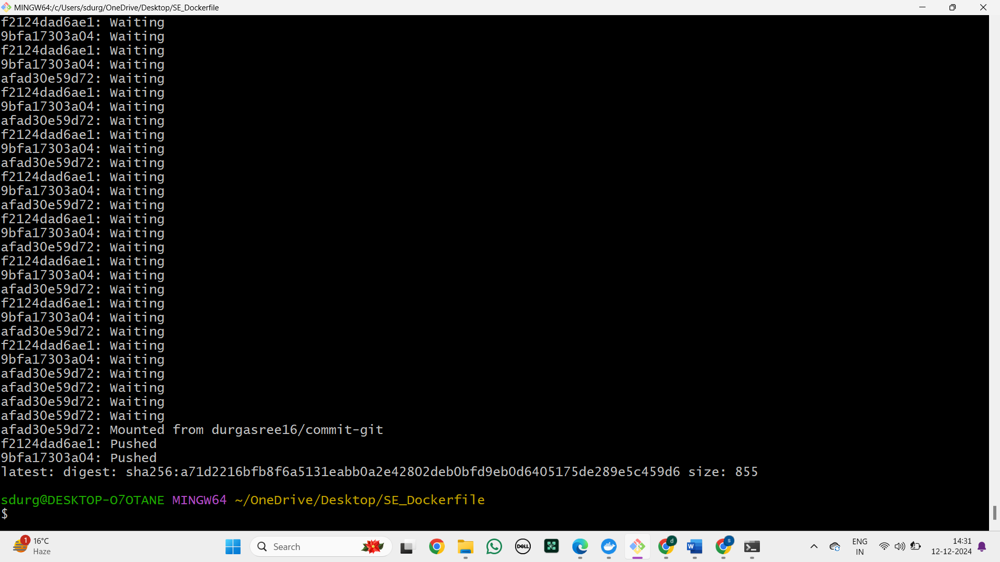 MINGW64:/c/Users/sdurg/OneDrive/Desktop/SE_Dockerfile
f2124dad6ae1: Waiting
9bfa17303a04: Waiting
f2124dad6ae1: Waiting
9bfa17303a04: Waiting
afad30e59d72: Waiting
f2124dad6ae1: Waiting
9bfa17303a04: Waiting
afad30e59d72: Waiting
f2124dad6ae1: Waiting
9bfa17303a04: Waiting
afad30e59d72: Waiting
f2124dad6ae1: Waiting
9bfa17303a04: Waiting
afad30e59d72: Waiting
f2124dad6ae1: Waiting
9bfa17303a04: Waiting
afad30e59d72: Waiting
f2124dad6ae1: Waiting
9bfa17303a04: Waiting
afad30e59d72: Waiting
f2124dad6ae1: Waiting
9bfa17303a04: Waiting
afad30e59d72: Waiting
f2124dad6ae1: Waiting
9bfa17303a04: Waiting
afad30e59d72: Waiting
afad30e59d72: Waiting
afad30e59d72: Waiting
afad30e59d72: Waiting
afad30e59d72: Mounted from durgasree16/commit-git
f2124dad6ae1: Pushed
9bfa17303a04: Pushed
latest: digest: sha256:a71d2216bfb8f6a5131eabb0a2e42802deb0bfd9eb0d6405175de289e5c459d6 size: 855
sdurg@DESKTOP-O7OTANE MINGW64 ~/OneDrive/Desktop/SE_Dockerfile
$
1
16°C
Haze
Search
DELL
d
W
s
ENG
IN
14:31
12-12-2024